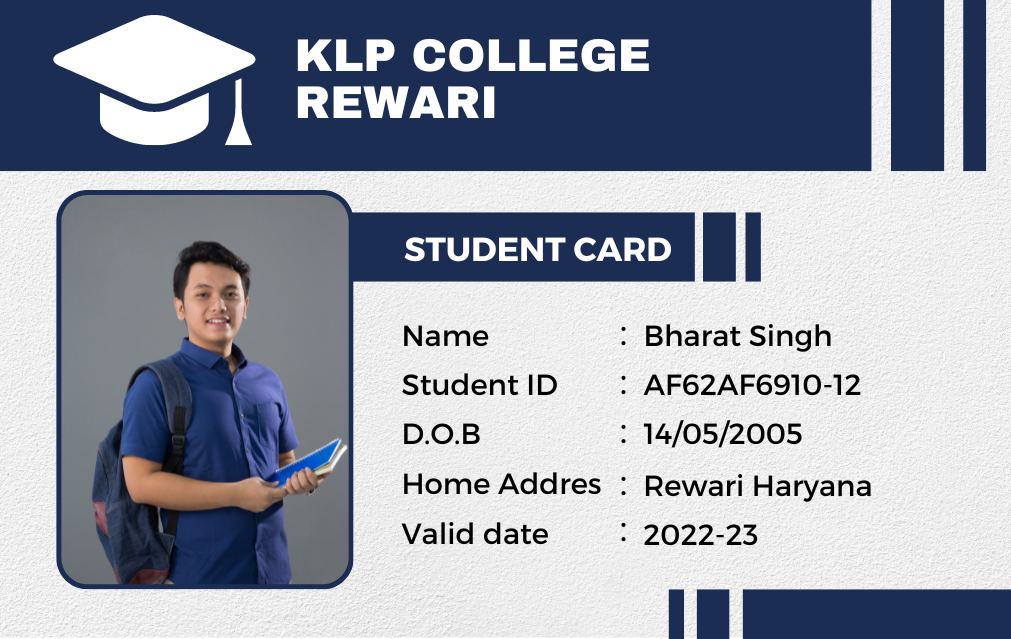 KLP COLLEGE
REWARI
STUDENT CARD
Name : Bharat Singh
Student ID : AF62AF6910-12
D.O.B : 14/05/2005
Home Addres : Rewari Haryana
Valid date : 2022-23